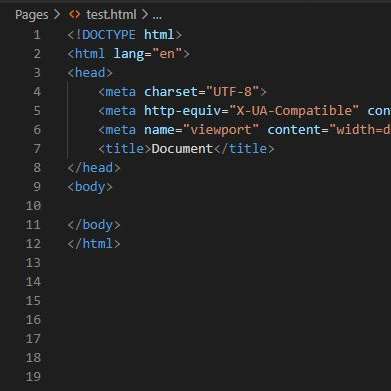 Pages > test.html > ...
1 <!DOCTYPE html>
2 <html lang="en">
3 <head>
4 <meta charset="UTF-8">
5 <meta http-equiv="X-UA-Compatible" con
6 <meta name="viewport" content="width=d
7 <title>Document</title>
8 </head>
9 <body>
10
11 </body>
12 </html>
13
14
15
16
17
18
19